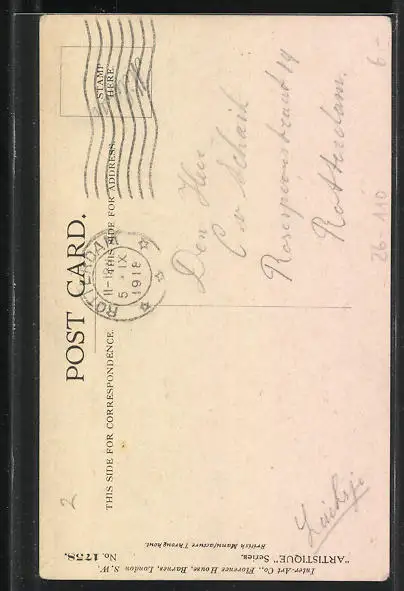 POST CARD.
THIS SIDE FOR CORRESPONDENCE.
THIS SIDE FOR ADDRESS.
STAMP
HERE.
ROTTERDAM
5 · IX
1918
Den Heer
C v Schaik
Rotterdam.
6-
26-110
2
"ARTISTIQUE" Series.
Inter-Art Co., Florence House, Barnes, London S.W.
British Manufacture Throughout.
No. 1758.